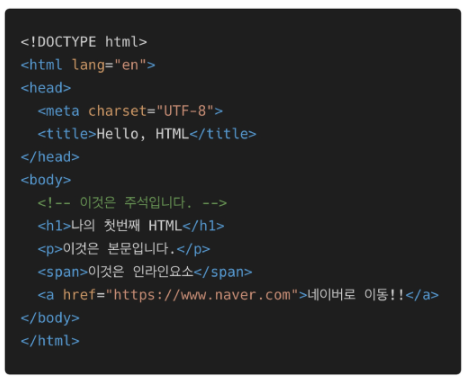 <!DOCTYPE html>
<html lang="en">
<head>
  <meta charset="UTF-8">
  <title>Hello, HTML</title>
</head>
<body>
  <!-- 이것은 주석입니다. -->
  <h1>나의 첫번째 HTML</h1>
  <p>이것은 본문입니다.</p>
  <span>이것은 인라인요소</span>
  <a href="https://www.naver.com">네이버로 이동!!</a>
</body>
</html>